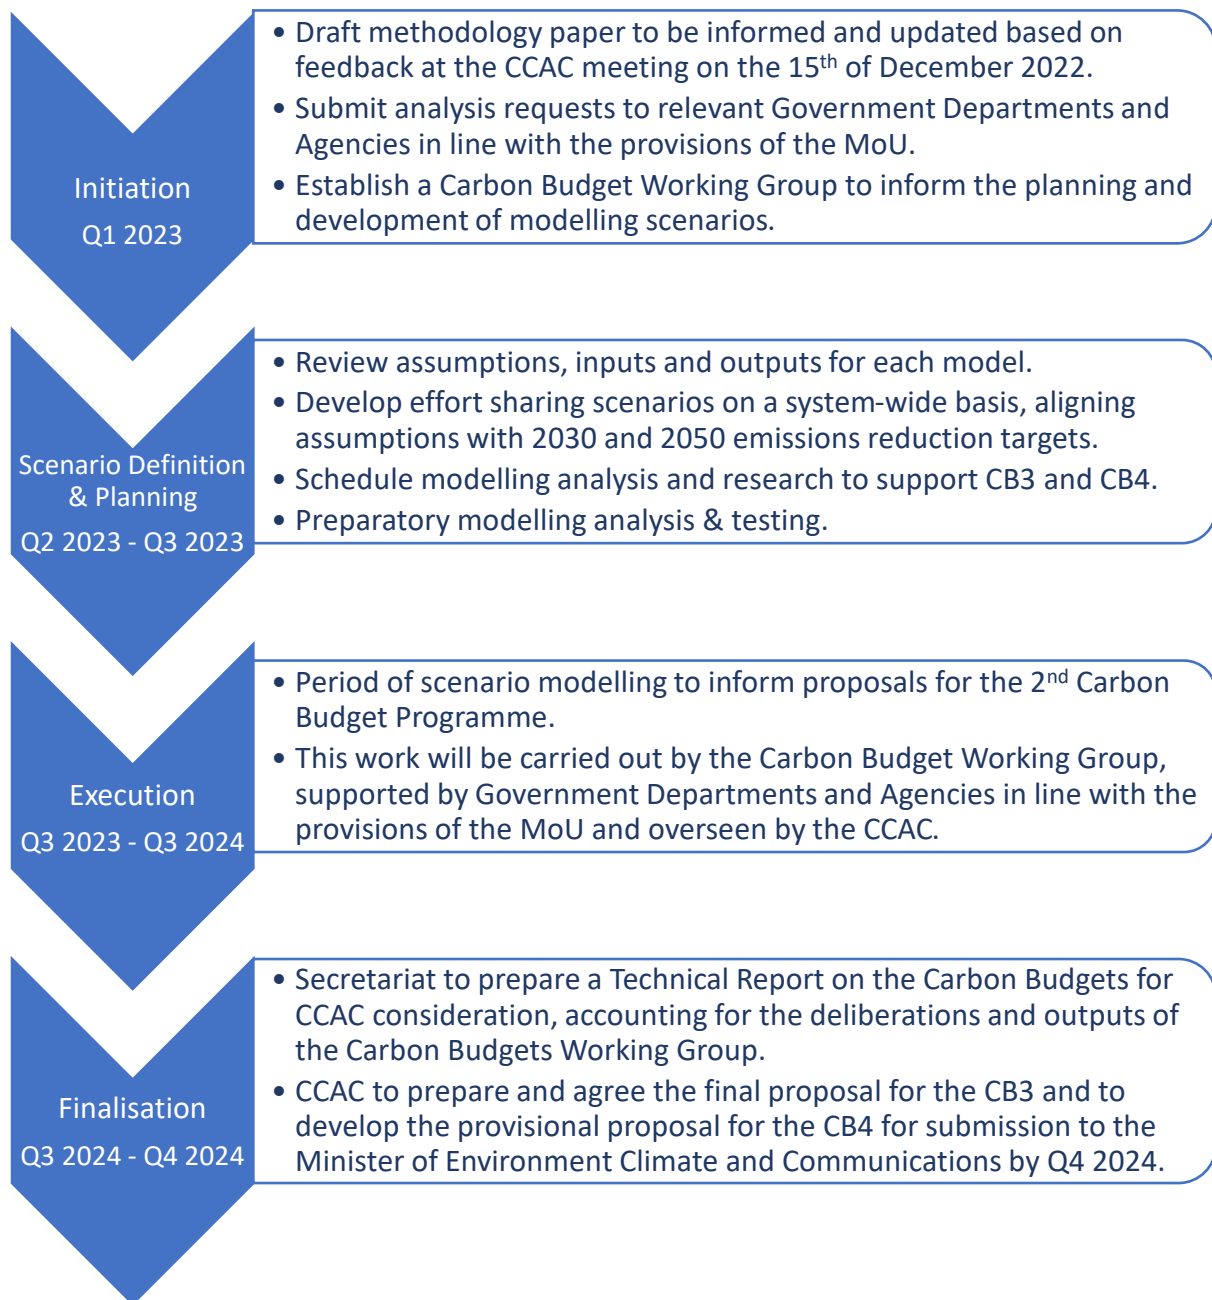 Initiation
Q1 2023
• Draft methodology paper to be informed and updated based on
feedback at the CCAC meeting on the 15th of December 2022.
• Submit analysis requests to relevant Government Departments and
Agencies in line with the provisions of the MoU.
• Establish a Carbon Budget Working Group to inform the planning and
development of modelling scenarios.
Scenario Definition
& Planning
Q2 2023 - Q3 2023
• Review assumptions, inputs and outputs for each model.
• Develop effort sharing scenarios on a system-wide basis, aligning
assumptions with 2030 and 2050 emissions reduction targets.
• Schedule modelling analysis and research to support CB3 and CB4.
• Preparatory modelling analysis & testing.
Execution
Q3 2023 - Q3 2024
• Period of scenario modelling to inform proposals for the 2nd Carbon
Budget Programme.
• This work will be carried out by the Carbon Budget Working Group,
supported by Government Departments and Agencies in line with the
provisions of the MoU and overseen by the CCAC.
Finalisation
Q3 2024 - Q4 2024
• Secretariat to prepare a Technical Report on the Carbon Budgets for
CCAC consideration, accounting for the deliberations and outputs of
the Carbon Budgets Working Group.
• CCAC to prepare and agree the final proposal for the CB3 and to
develop the provisional proposal for the CB4 for submission to the
Minister of Environment Climate and Communications by Q4 2024.